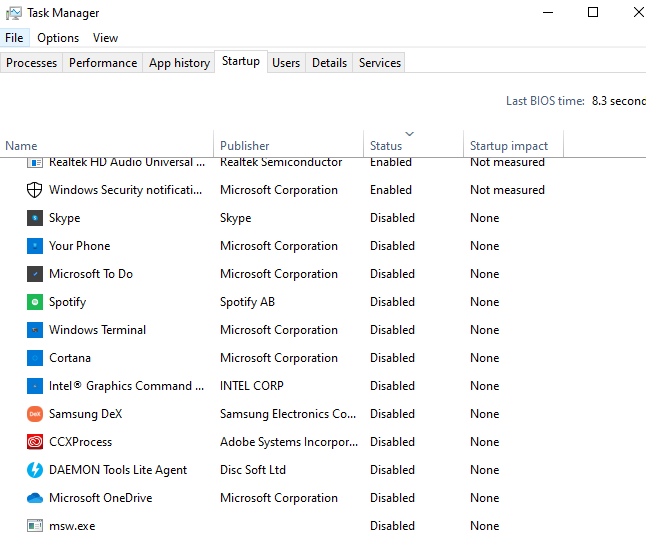 Task Manager
File Options View
Processes Performance App history Startup Users Details Services
Last BIOS time: 8.3 second
Name Publisher Status Startup impact
Realtek HD Audio Universal ... Realtek Semiconductor Enabled Not measured
Windows Security notificati... Microsoft Corporation Enabled Not measured
Skype Skype Disabled None
Your Phone Microsoft Corporation Disabled None
Microsoft To Do Microsoft Corporation Disabled None
Spotify Spotify AB Disabled None
Windows Terminal Microsoft Corporation Disabled None
Cortana Microsoft Corporation Disabled None
Intel® Graphics Command ... INTEL CORP Disabled None
DeX Samsung DeX Samsung Electronics Co... Disabled None
CCXProcess Adobe Systems Incorpor... Disabled None
DAEMON Tools Lite Agent Disc Soft Ltd Disabled None
Microsoft OneDrive Microsoft Corporation Disabled None
msw.exe Disabled None